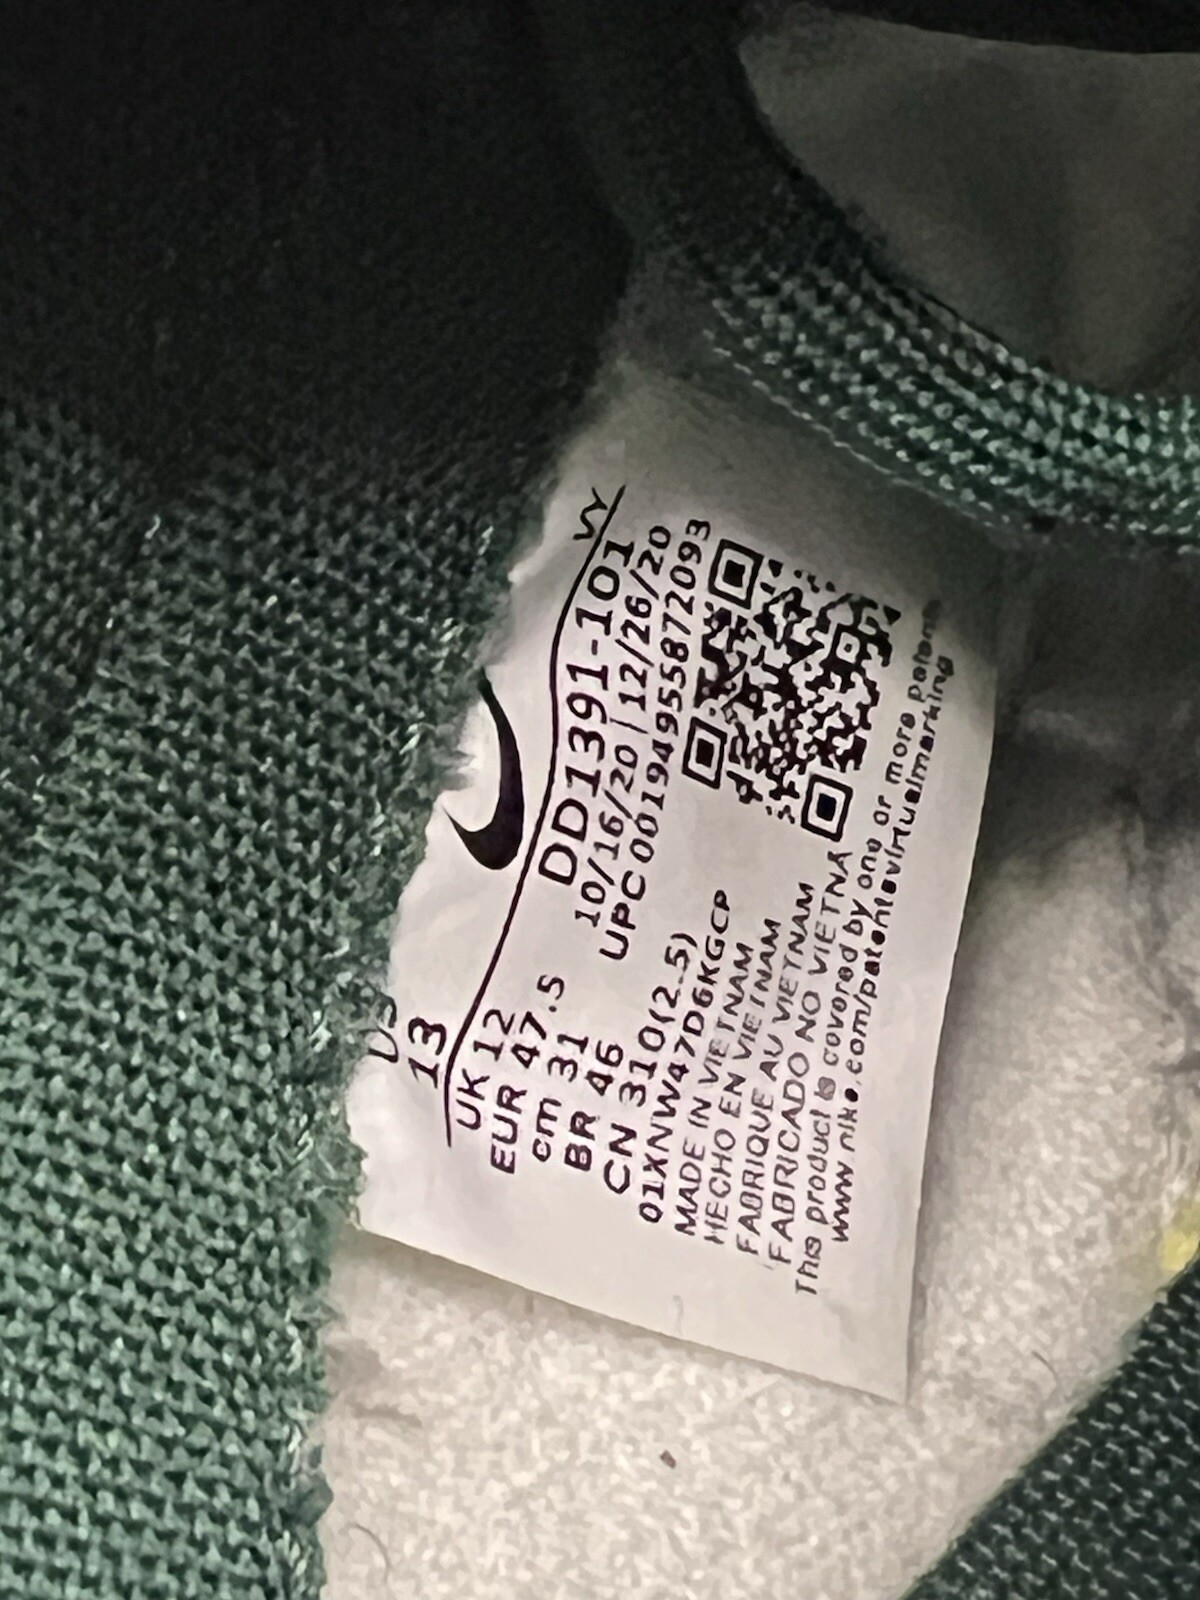 US
13
VY
UK 12
EUR 47.5
cm 31
BR 46
CN 310(2.5)
DD1391-101
10/16/20 | 12/26/20
UPC 00194955872093
01XNW47D6KGCP
MADE IN VIETNAM
HECHO EN VIETNAM
FABRIQUE AU VIETNAM
FABRICADO NO VIETNA
This product is covered by one or more patents
www.nike.com/patentsvirtualmarking